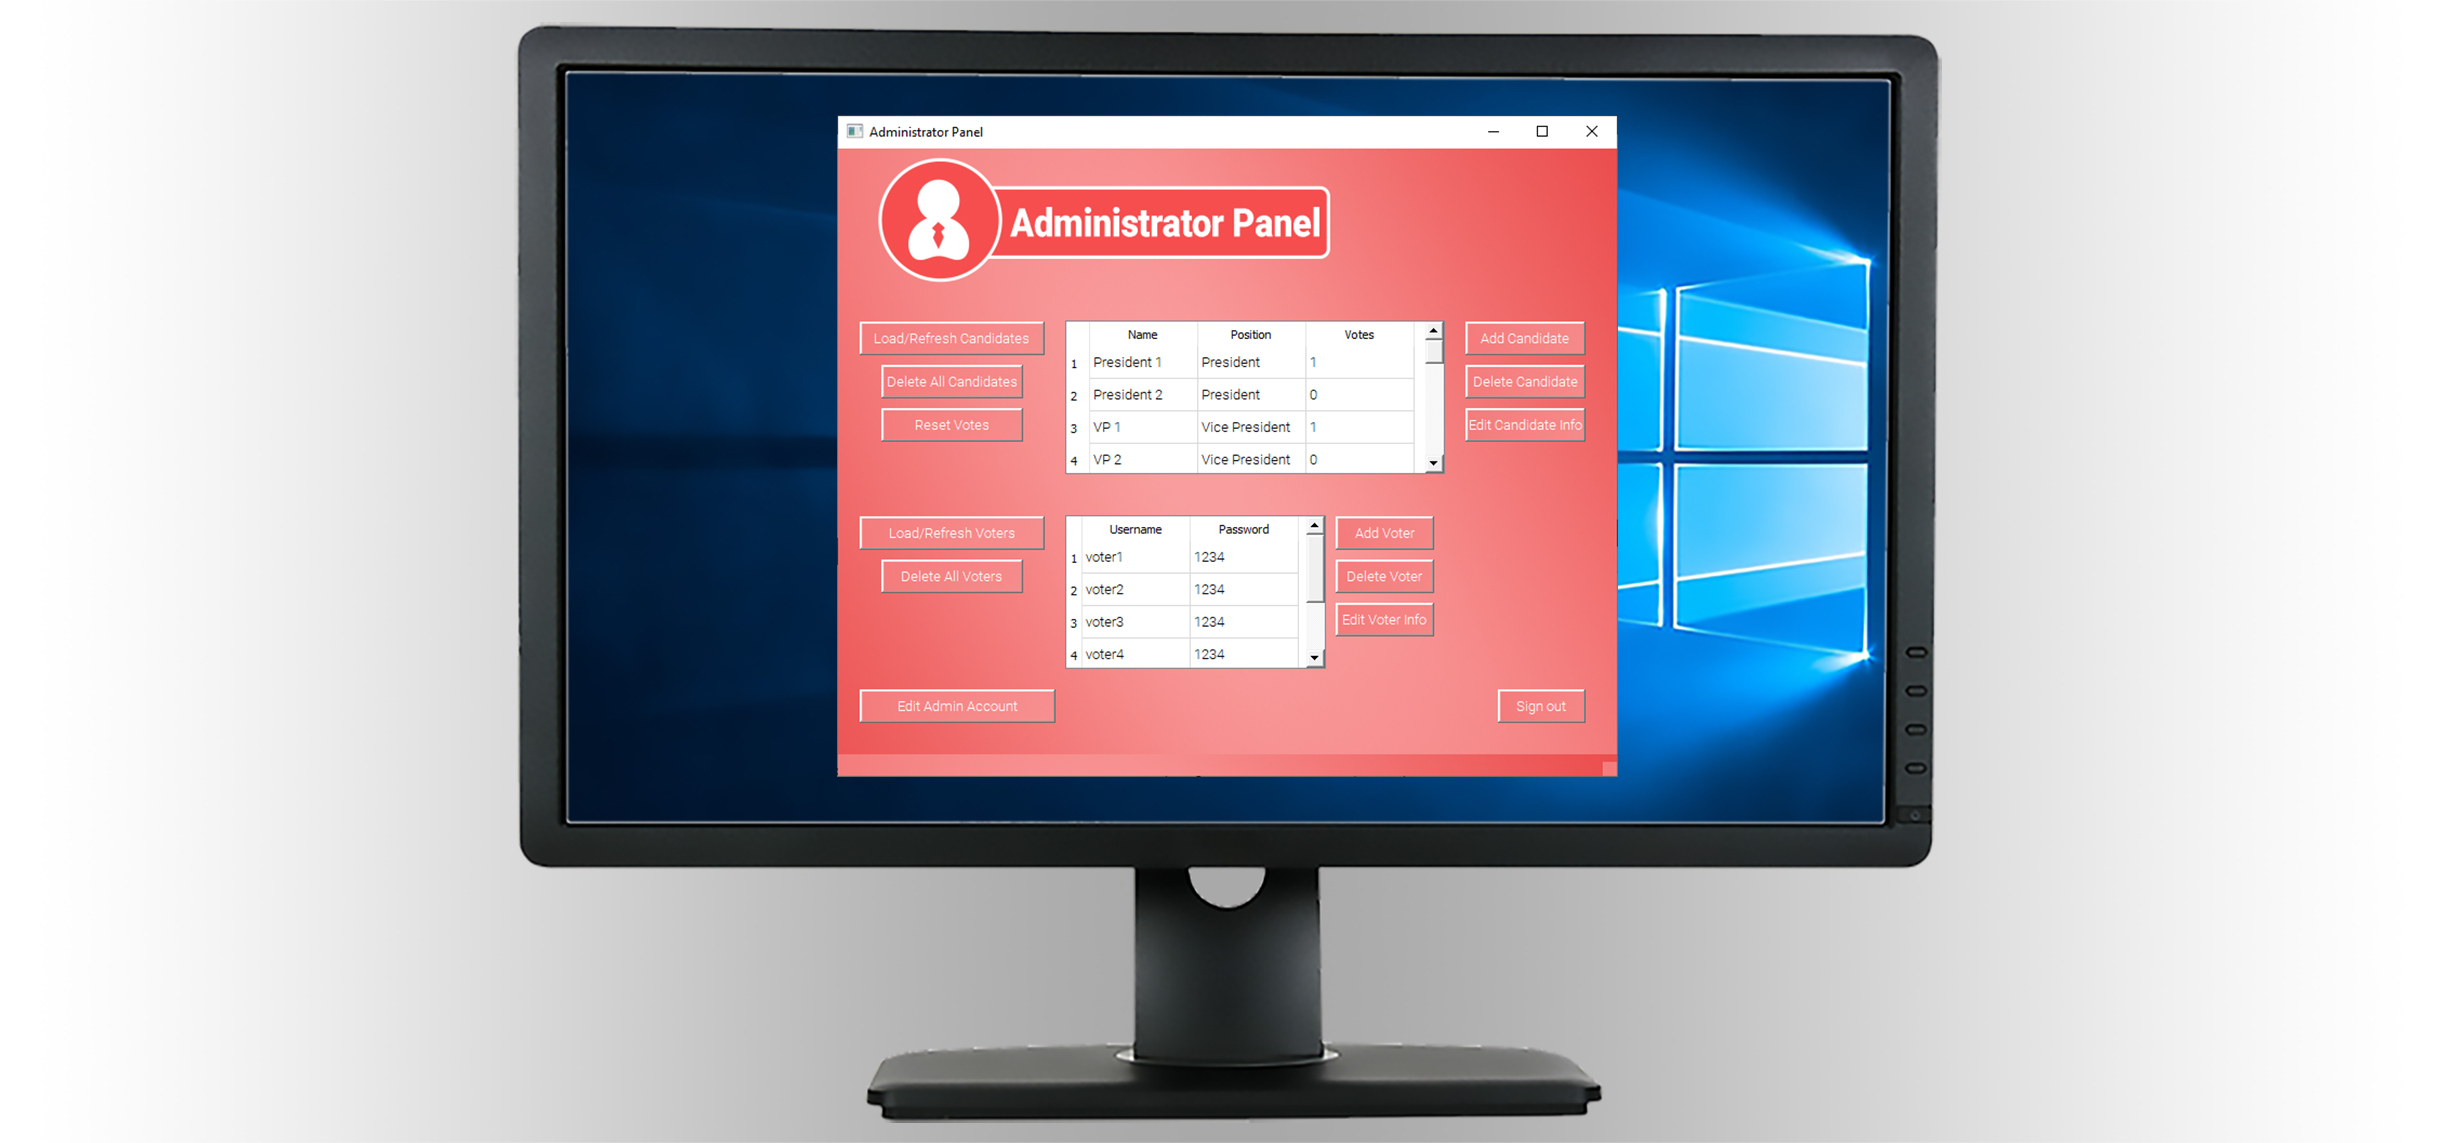 Administrator Panel
Administrator Panel
Load/Refresh Candidates
Delete All Candidates
Reset Votes
Name Position Votes
1 President 1 President 1
2 President 2 President 0
3 VP 1 Vice President 1
4 VP 2 Vice President 0
Add Candidate
Delete Candidate
Edit Candidate Info
Load/Refresh Voters
Delete All Voters
Username Password
1 voter1 1234
2 voter2 1234
3 voter3 1234
4 voter4 1234
Add Voter
Delete Voter
Edit Voter Info
Edit Admin Account
Sign out